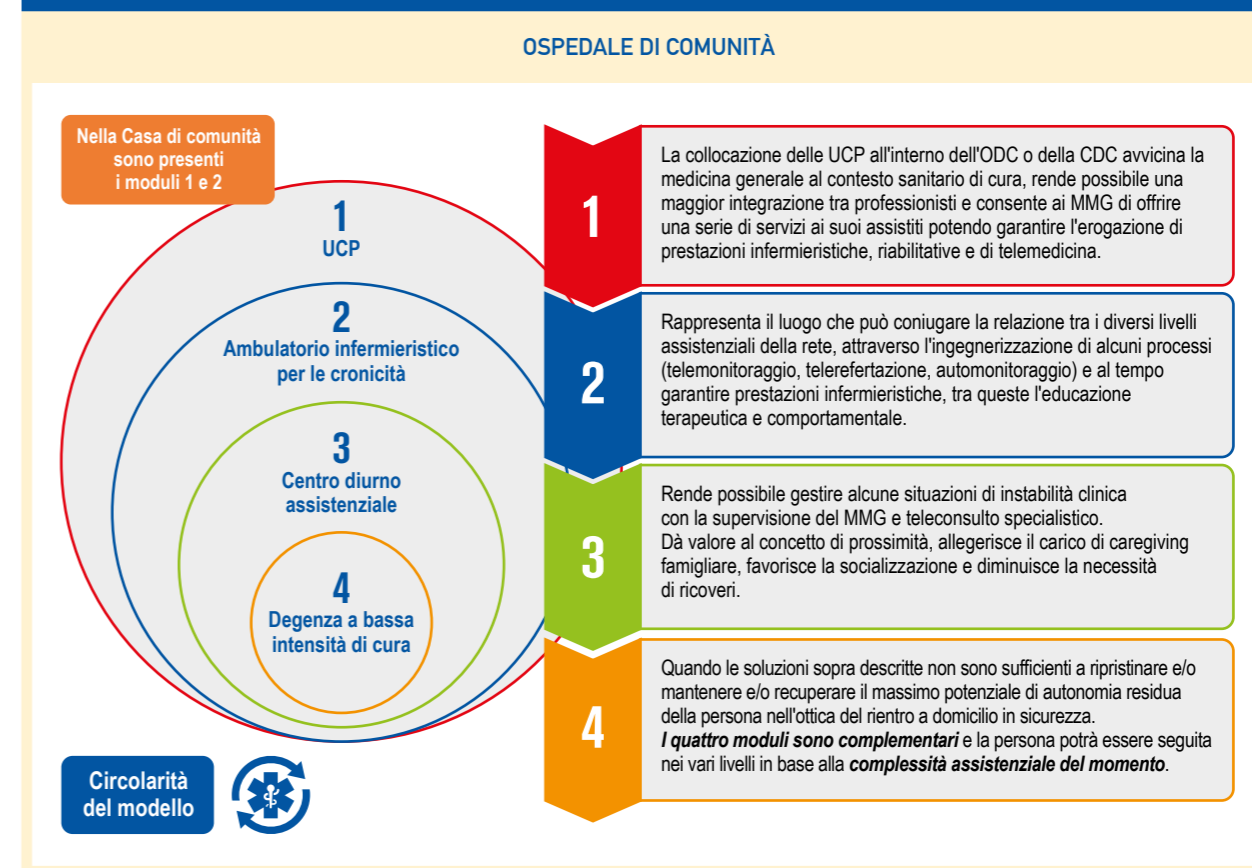 OSPEDALE DI COMUNITÀ
Nella Casa di comunità
sono presenti
i moduli 1 e 2
1
UCP
2
Ambulatorio infermieristico
per le cronicità
3
Centro diurno
assistenziale
4
Degenza a bassa
intensità di cura
Circolarità
del modello
1
La collocazione delle UCP all'interno dell'ODC o della CDC avvicina la
medicina generale al contesto sanitario di cura, rende possibile una
maggior integrazione tra professionisti e consente ai MMG di offrire
una serie di servizi ai suoi assistiti potendo garantire l'erogazione di
prestazioni infermieristiche, riabilitative e di telemedicina.
2
Rappresenta il luogo che può coniugare la relazione tra i diversi livelli
assistenziali della rete, attraverso l'ingegnerizzazione di alcuni processi
(telemonitoraggio, telerefertazione, automonitoraggio) e al tempo
garantire prestazioni infermieristiche, tra queste l'educazione
terapeutica e comportamentale.
3
Rende possibile gestire alcune situazioni di instabilità clinica
con la supervisione del MMG e teleconsulto specialistico.
Dà valore al concetto di prossimità, allegerisce il carico di caregiving
famigliare, favorisce la socializzazione e diminuisce la necessità
di ricoveri.
4
Quando le soluzioni sopra descritte non sono sufficienti a ripristinare e/o
mantenere e/o recuperare il massimo potenziale di autonomia residua
della persona nell'ottica del rientro a domicilio in sicurezza.
I quattro moduli sono complementari e la persona potrà essere seguita
nei vari livelli in base alla complessità assistenziale del momento.